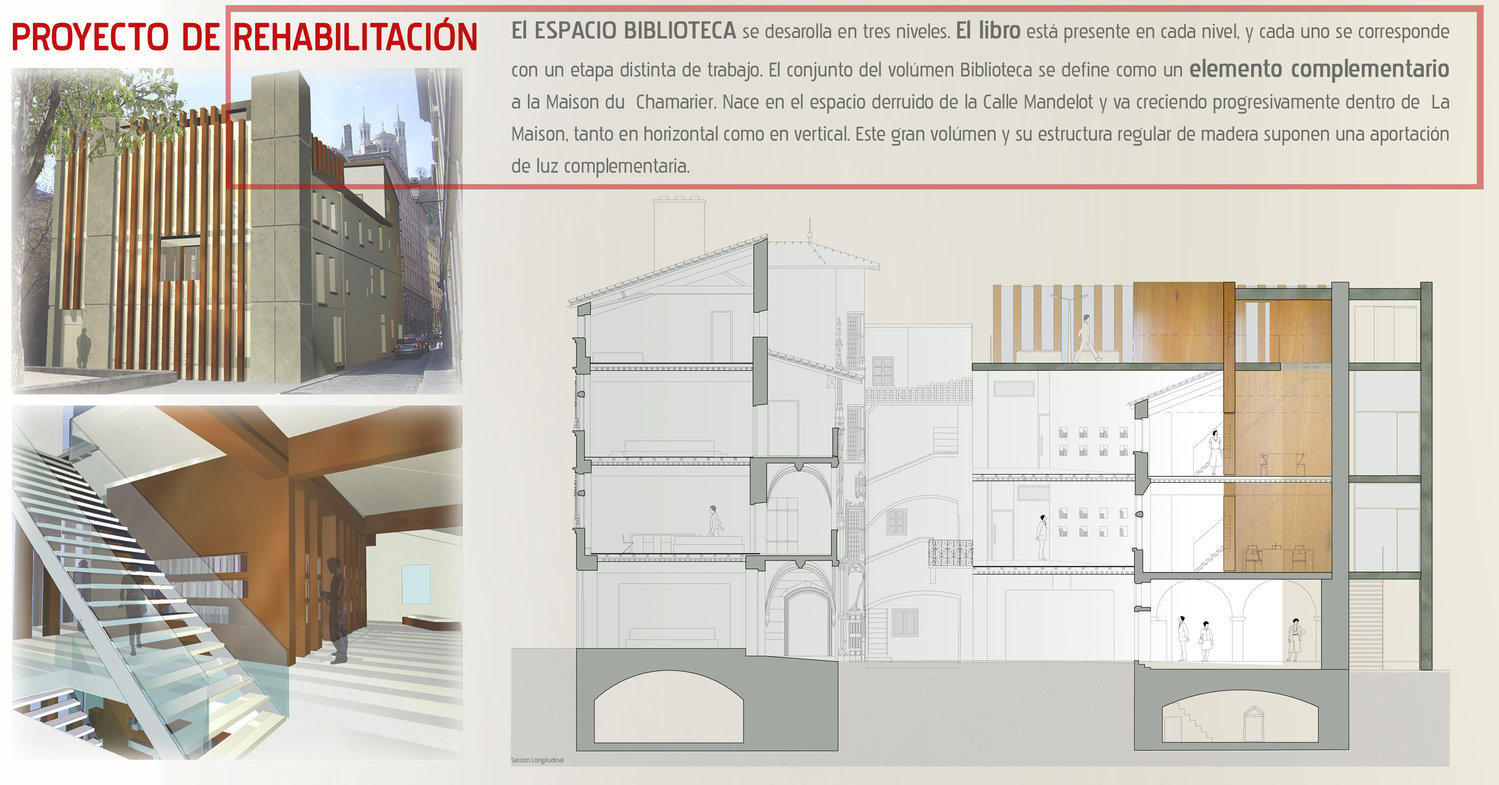 PROYECTO DE REHABILITACIÓN
El ESPACIO BIBLIOTECA se desarolla en tres niveles. El libro está presente en cada nivel, y cada uno se corresponde
con un etapa distinta de trabajo. El conjunto del volúmen Biblioteca se define como un elemento complementario
a la Maison du Chamarier. Nace en el espacio derruido de la Calle Mandelot y va creciendo progresivamente dentro de La
Maison, tanto en horizontal como en vertical. Este gran volúmen y su estructura regular de madera suponen una aportación
de luz complementaria.
Seccion Longitudinal